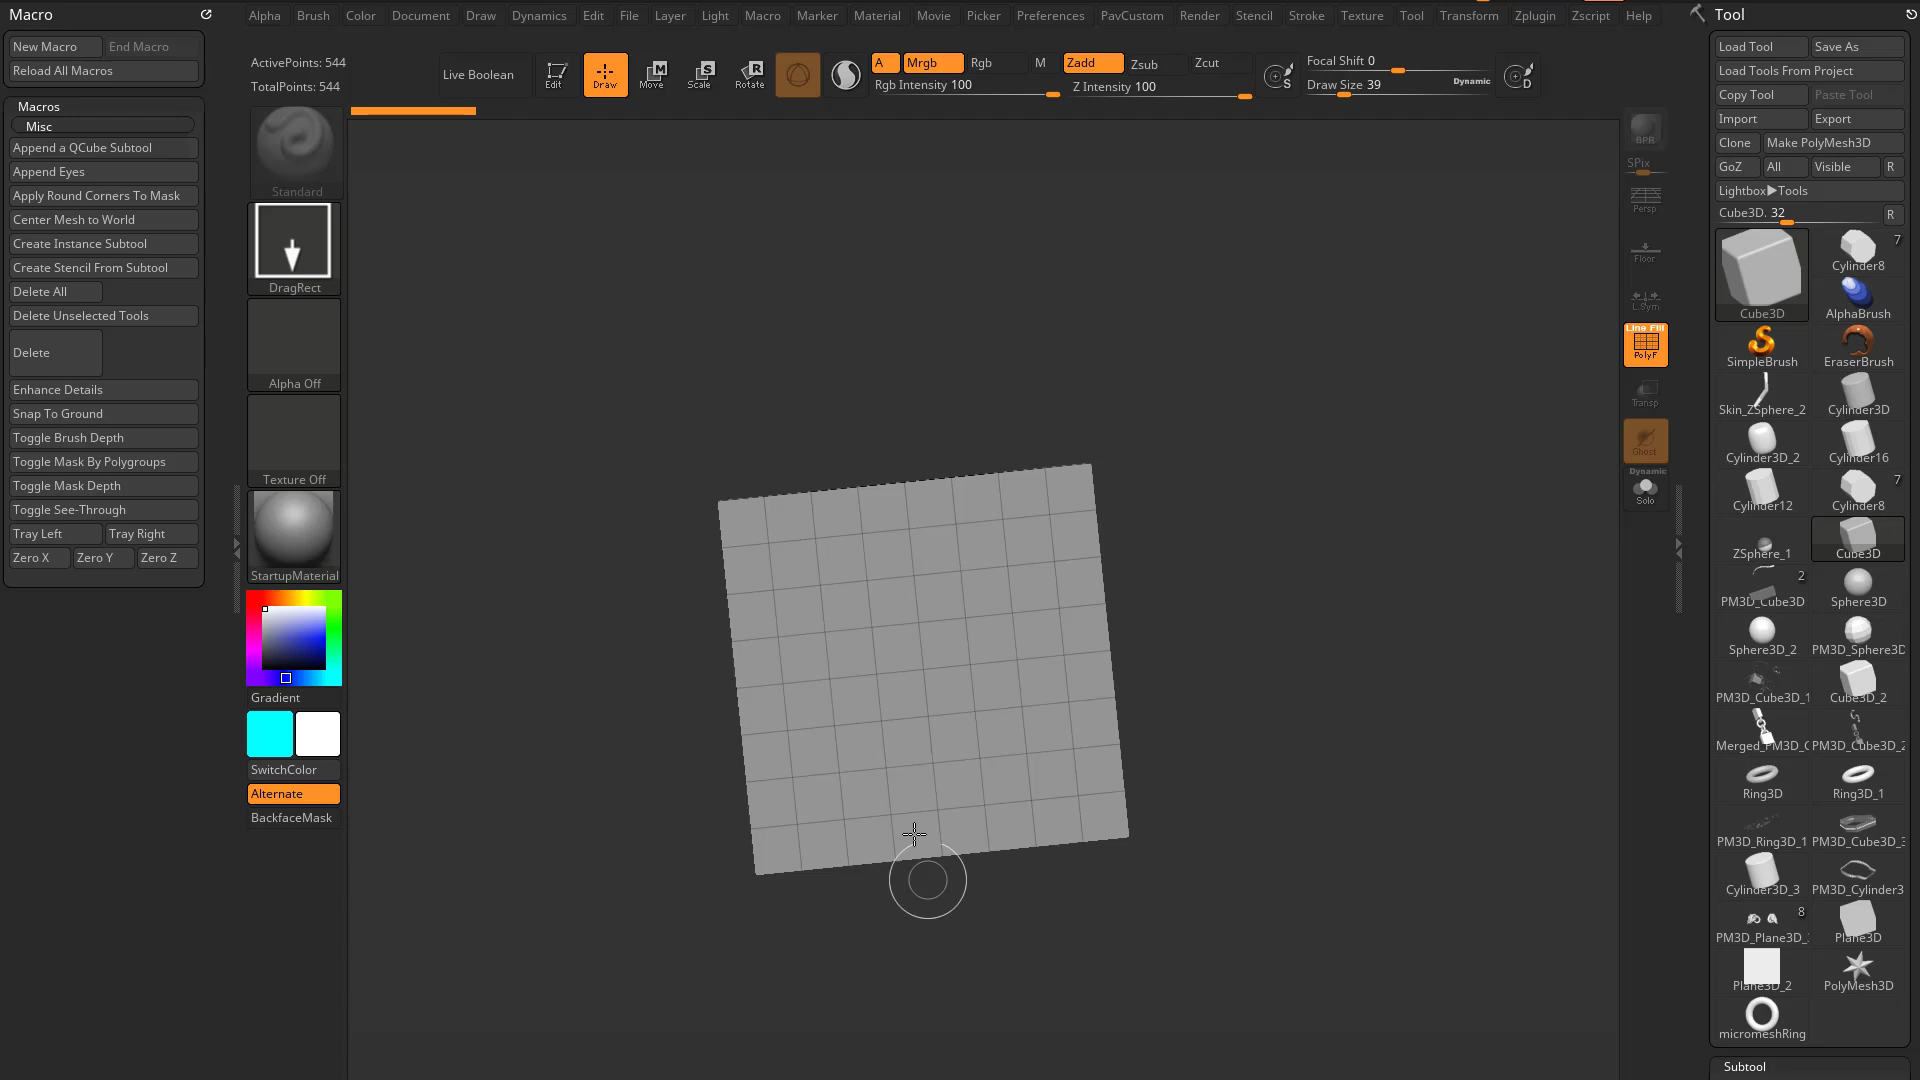 Macro
New Macro End Macro
Reload All Macros
Macros
Misc
Append a QCube Subtool
Append Eyes
Apply Round Corners To Mask
Center Mesh to World
Create Instance Subtool
Create Stencil From Subtool
Delete All
Delete Unselected Tools
Delete
Enhance Details
Snap To Ground
Toggle Brush Depth
Toggle Mask By Polygroups
Toggle Mask Depth
Toggle See-Through
Tray Left Tray Right
Zero X Zero Y Zero Z
Alpha Brush Color Document Draw Dynamics Edit File Layer Light Macro Marker Material Movie Picker Preferences PavCustom Render Stencil Stroke Texture Tool Transform Zplugin Zscript Help
ActivePoints: 544
TotalPoints: 544
Live Boolean
Edit Draw Move Scale Rotate
A Mrgb Rgb M Zadd Zsub Zcut
Rgb Intensity 100 Z Intensity 100
Focal Shift 0
Draw Size 39 Dynamic
S
D
Standard
DragRect
Alpha Off
Texture Off
StartupMaterial
Gradient
SwitchColor
Alternate
BackfaceMask
BPR
SPix
Persp
Floor
L.Sym
Line Fill
PolyF
Transp
Ghost
Dynamic
Solo
Tool
Load Tool Save As
Load Tools From Project
Copy Tool Paste Tool
Import Export
Clone Make PolyMesh3D
GoZ All Visible R
Lightbox▶Tools
Cube3D. 32 R
Cube3D
7
Cylinder8
AlphaBrush
SimpleBrush EraserBrush
Skin_ZSphere_2 Cylinder3D
Cylinder3D_2 Cylinder16
7
Cylinder12 Cylinder8
ZSphere_1 Cube3D
2
PM3D_Cube3D Sphere3D
Sphere3D_2 PM3D_Sphere3D
PM3D_Cube3D_1 Cube3D_2
Merged_PM3D_C PM3D_Cube3D_2
Ring3D Ring3D_1
PM3D_Ring3D_1 PM3D_Cube3D_3
Cylinder3D_3 PM3D_Cylinder3
8
PM3D_Plane3D_ Plane3D
Plane3D_2 PolyMesh3D
micromeshRing
Subtool